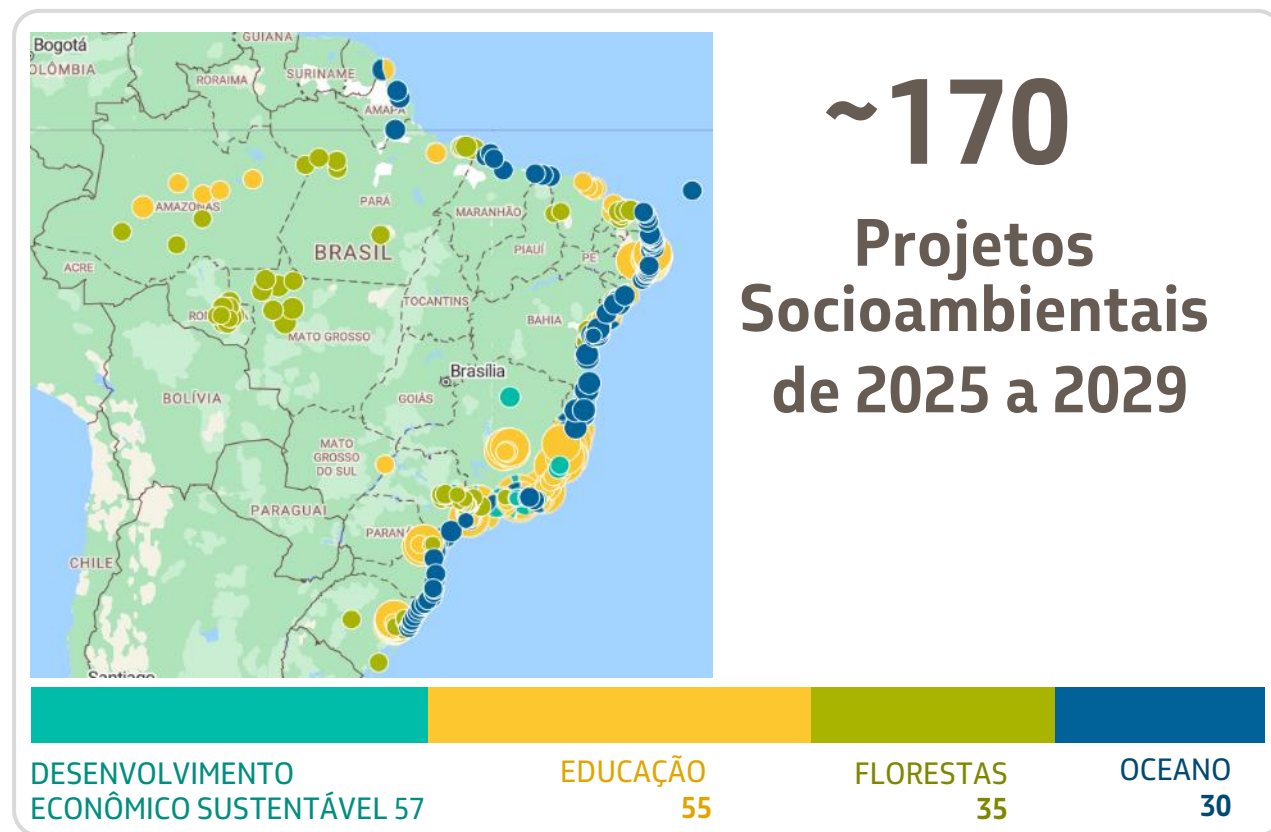 Bogotá
OLÔMBIA
GUIANA
RORAIMA
SURINAME
AMAPÁ
AMAZONAS
PARÁ
MARANHÃO
BRASIL
PIAUÍ
PE
ACRE
TOCANTINS
BAHIA
MATO GROSSO
Brasília
BOLÍVIA
GOIÁS
MATO
GROSSO
DO SUL
PARAGUAI
PARANÁ
CHILE
Santiago
~170
Projetos
Socioambientais
de 2025 a 2029
DESENVOLVIMENTO
ECONÔMICO SUSTENTÁVEL 57
EDUCAÇÃO
55
FLORESTAS
35
OCEANO
30